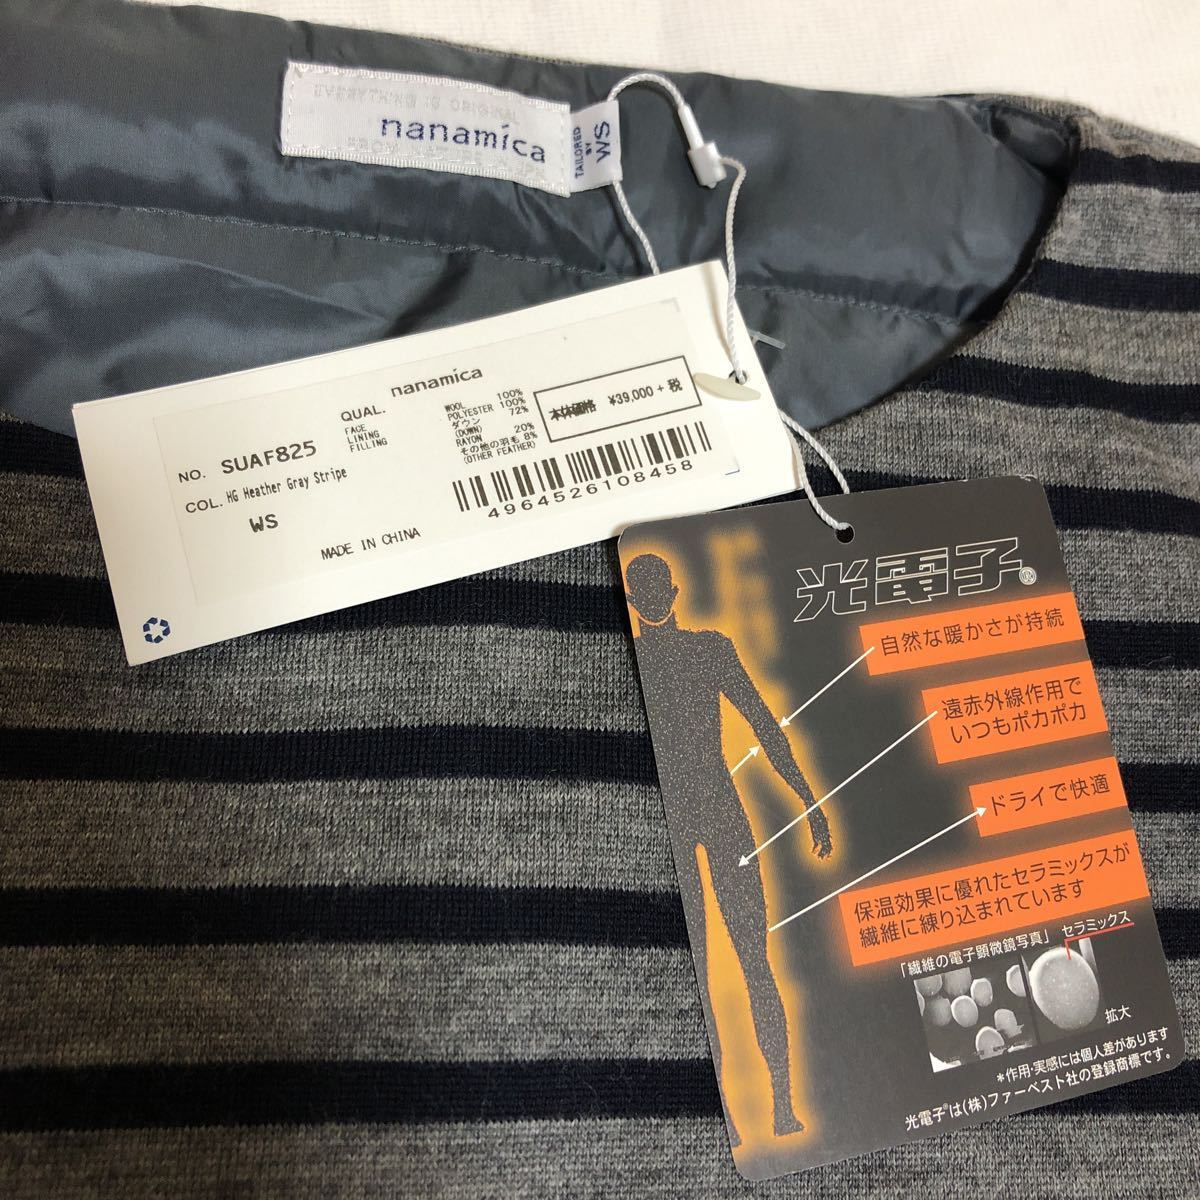 nanamica
TAILORED
BY
WS
nanamica
NO. SUAF825
COL. HG Heather Gray Stripe
WS
QUAL.
FACE
LINING
FILLING
WOOL 100%
POLYESTER 100%
ダウン 72%
(DOWN)
RAYON 20%
その他の羽毛 8%
(OTHER FEATHER)
本体価格 ¥39,000+税
4964526108458
MADE IN CHINA
光電子®
自然な暖かさが持続
遠赤外線作用で
いつもポカポカ
ドライで快適
保温効果に優れたセラミックスが
繊維に練り込まれています
「繊維の電子顕微鏡写真」 セラミックス
拡大
*作用・実感には個人差があります
光電子®は(株)ファーベスト社の登録商標です。